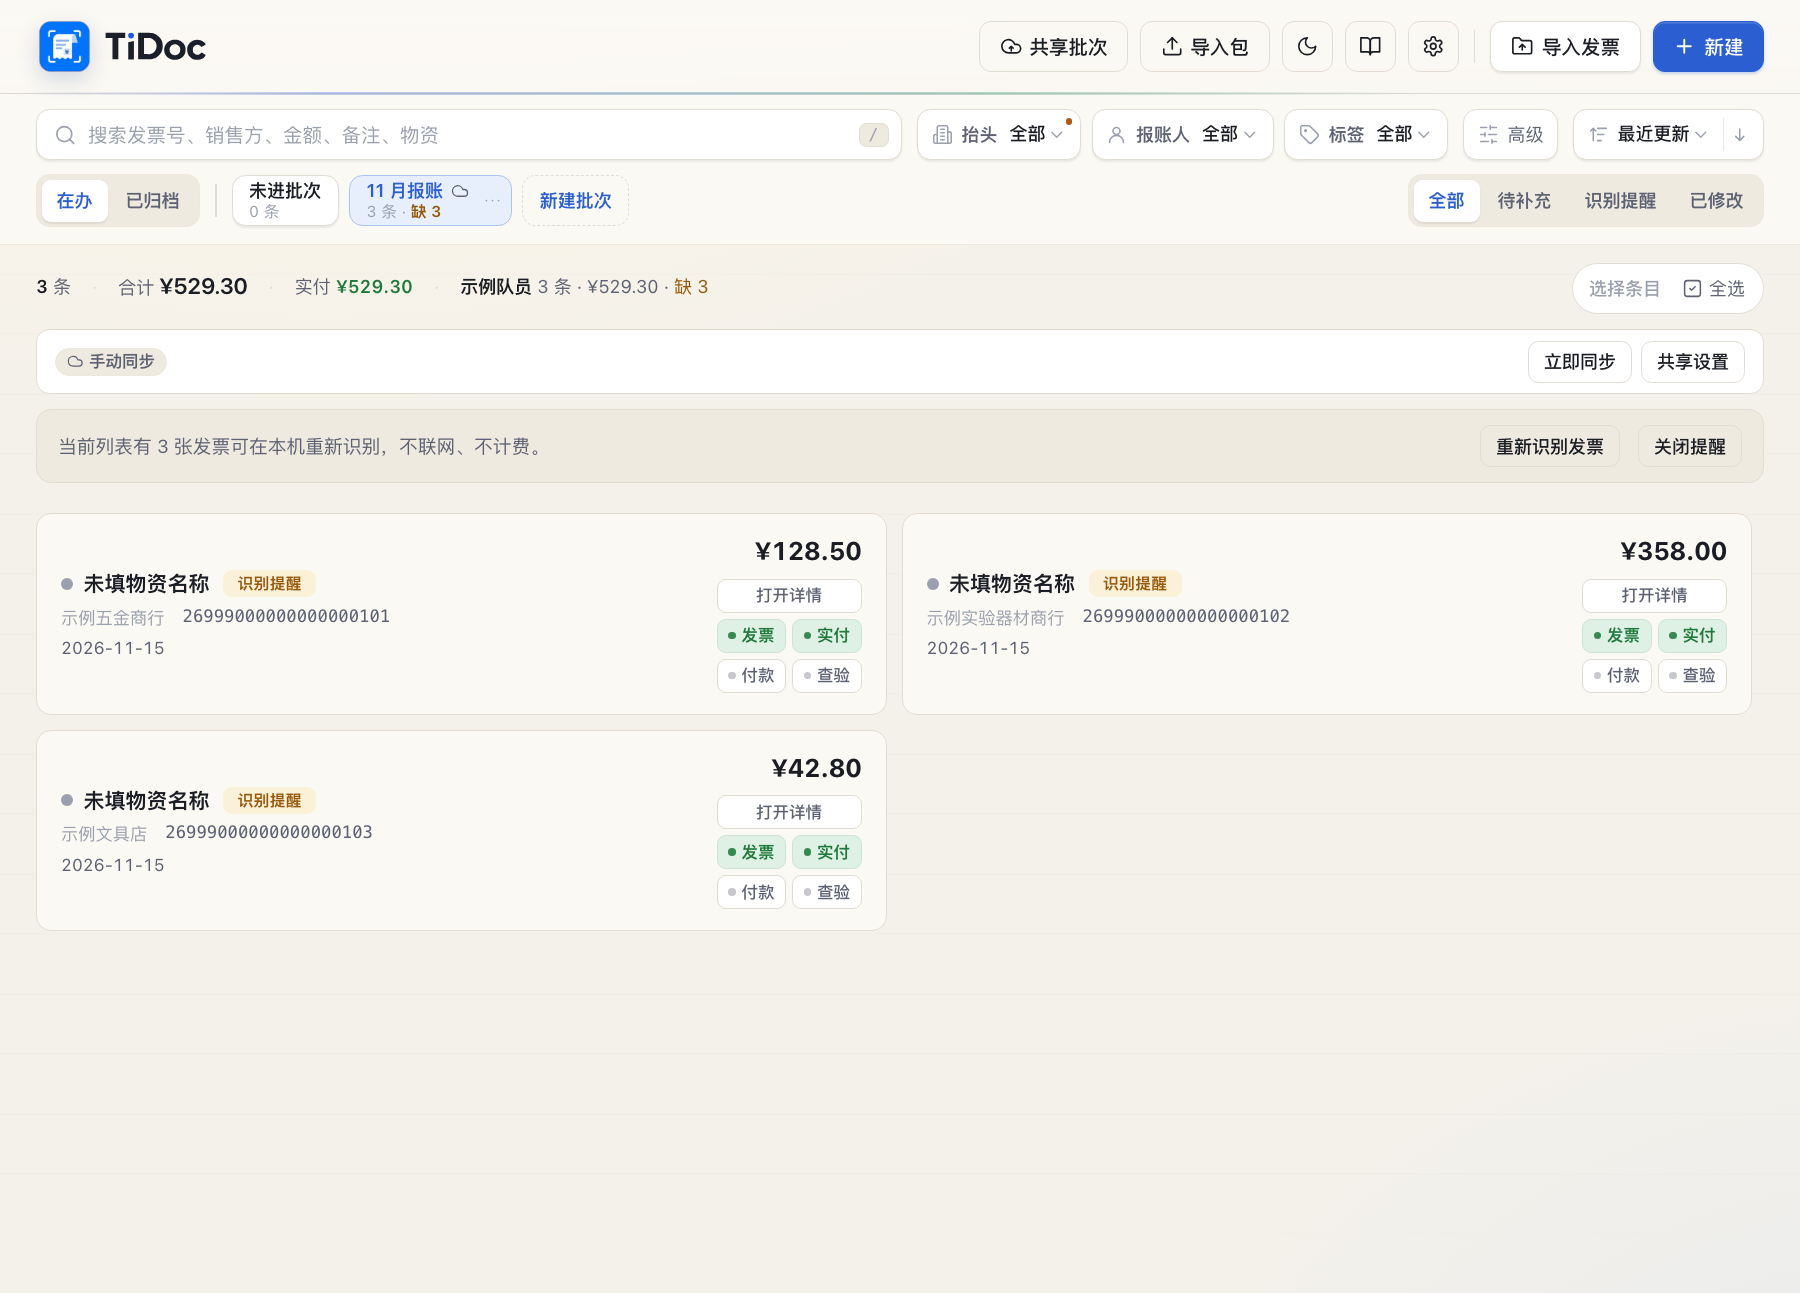 TiDoc
共享批次
导入包
导入发票
新建
搜索发票号、销售方、金额、备注、物资
/
抬头 全部
报账人 全部
标签 全部
高级
最近更新
在办
已归档
未进批次
0 条
11 月报账
3 条 · 缺 3
···
新建批次
全部
待补充
识别提醒
已修改
3 条 · 合计 ¥529.30 · 实付 ¥529.30 · 示例队员 3 条 · ¥529.30 · 缺 3
选择条目
全选
手动同步
立即同步
共享设置
当前列表有 3 张发票可在本机重新识别，不联网、不计费。
重新识别发票
关闭提醒
¥128.50
未填物资名称 识别提醒
示例五金商行 26999000000000000101
2026-11-15
打开详情
发票 实付
付款 查验
¥358.00
未填物资名称 识别提醒
示例实验器材商行 26999000000000000102
2026-11-15
打开详情
发票 实付
付款 查验
¥42.80
未填物资名称 识别提醒
示例文具店 26999000000000000103
2026-11-15
打开详情
发票 实付
付款 查验